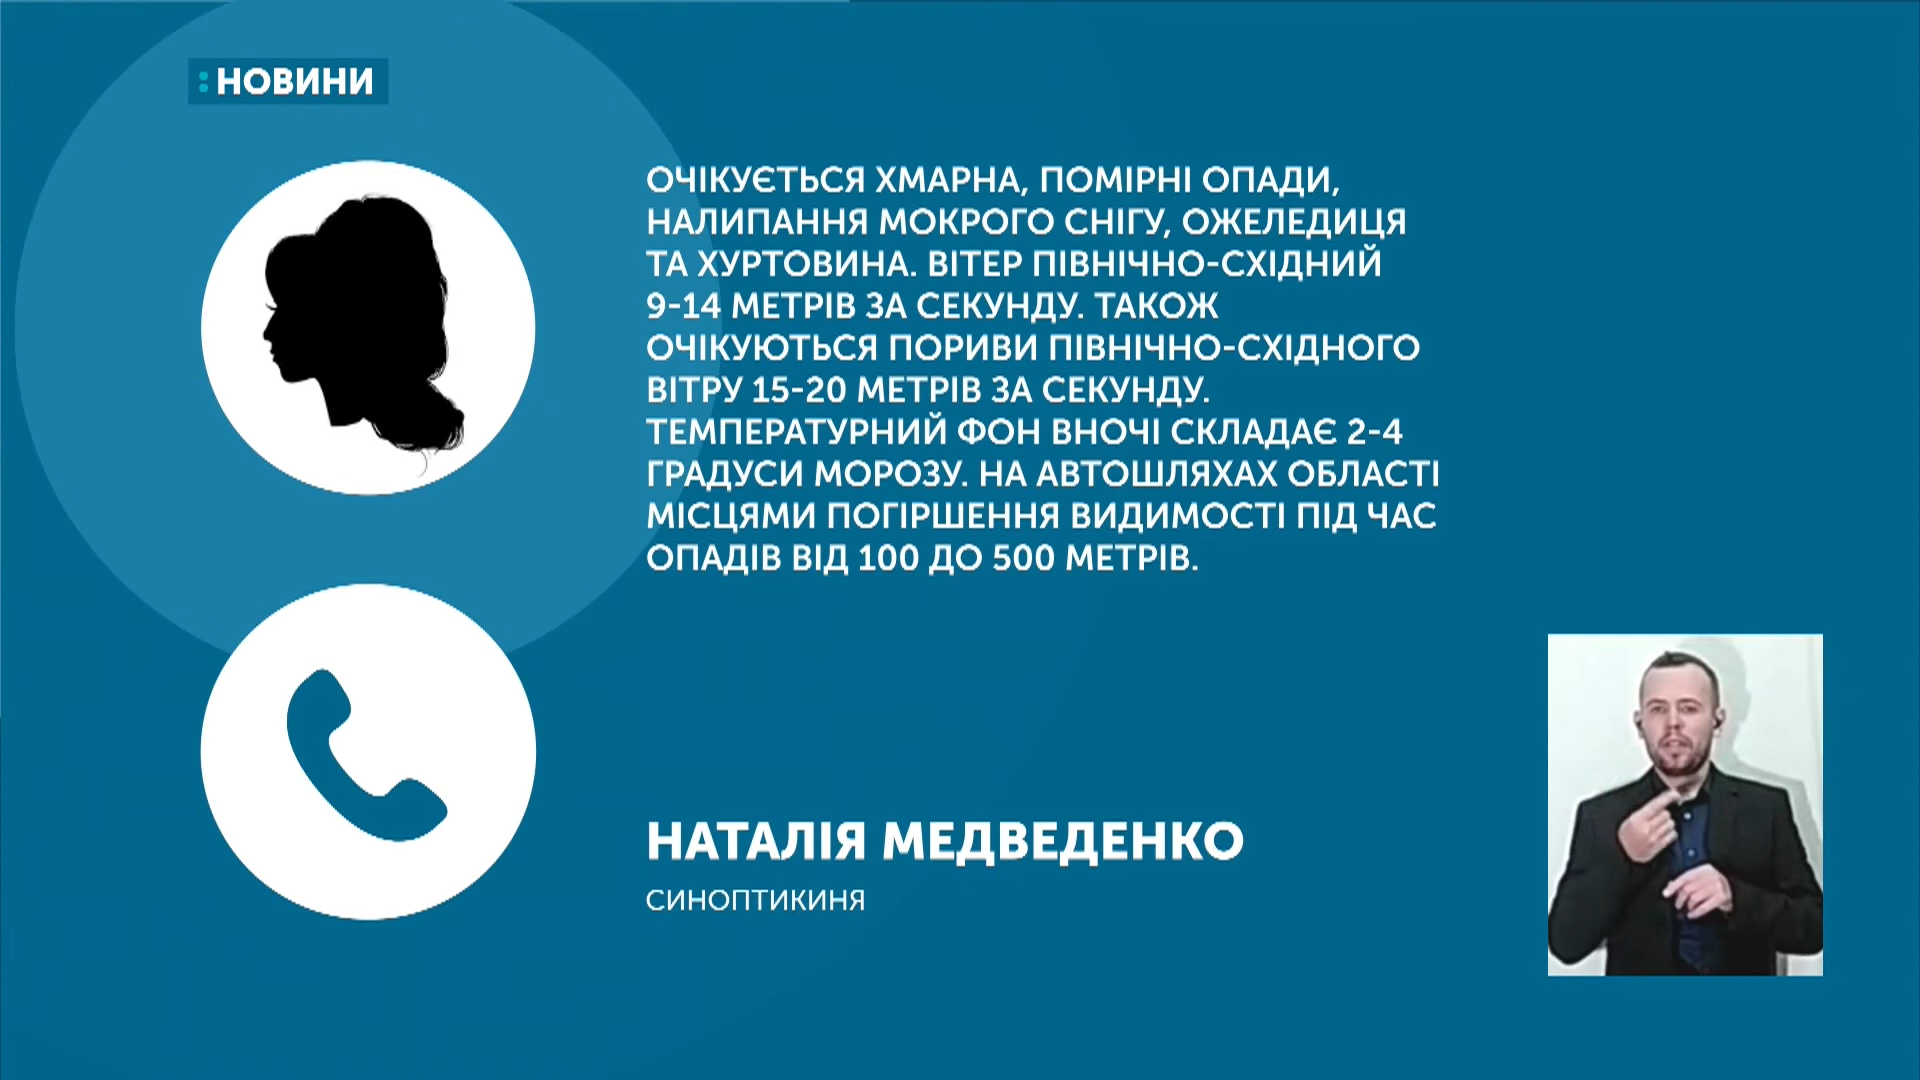 НОВИНИ
ОЧІКУЄТЬСЯ ХМАРНА, ПОМІРНІ ОПАДИ,
НАЛИПАННЯ МОКРОГО СНІГУ, ОЖЕЛЕДИЦЯ
ТА ХУРТОВИНА. ВІТЕР ПІВНІЧНО-СХІДНИЙ
9-14 МЕТРІВ ЗА СЕКУНДУ. ТАКОЖ
ОЧІКУЮТЬСЯ ПОРИВИ ПІВНІЧНО-СХІДНОГО
ВІТРУ 15-20 МЕТРІВ ЗА СЕКУНДУ.
ТЕМПЕРАТУРНИЙ ФОН ВНОЧІ СКЛАДАЄ 2-4
ГРАДУСИ МОРОЗУ. НА АВТОШЛЯХАХ ОБЛАСТІ
МІСЦЯМИ ПОГІРШЕННЯ ВИДИМОСТІ ПІД ЧАС
ОПАДІВ ВІД 100 ДО 500 МЕТРІВ.
НАТАЛІЯ МЕДВЕДЕНКО
СИНОПТИКИНЯ